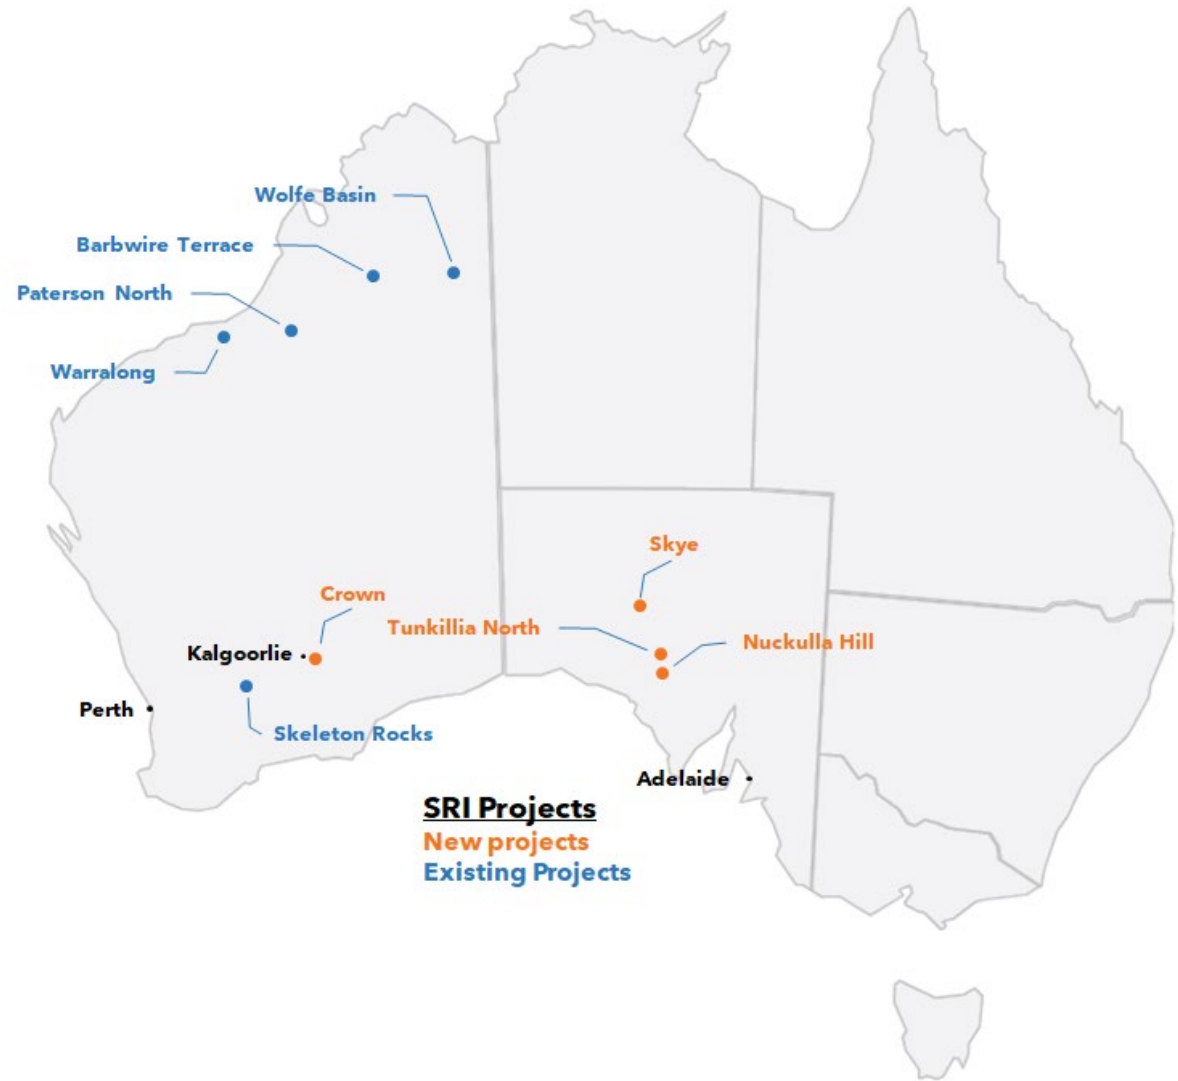 Wolfe Basin
Barbwire Terrace
Paterson North
Warralong
Skye
Crown
Tunkillia North
Nuckulla Hill
Kalgoorlie
Perth
Skeleton Rocks
Adelaide
SRI Projects
New projects
Existing Projects